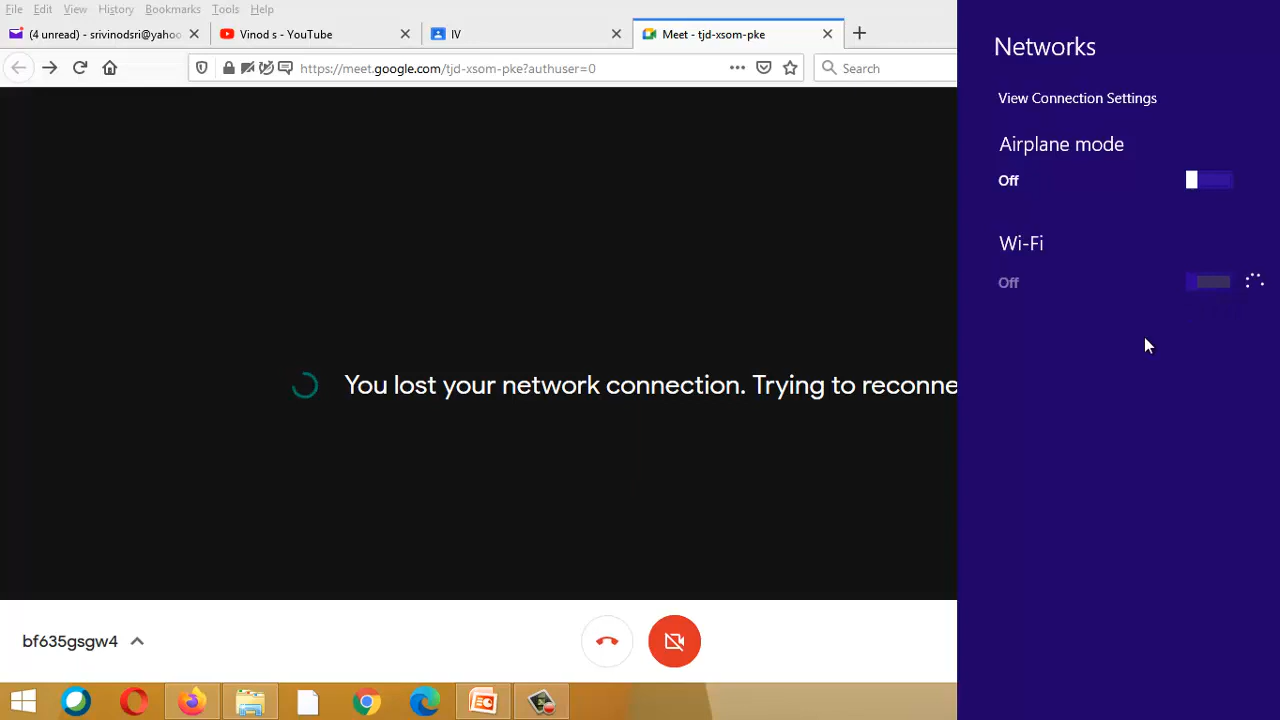 File Edit View History Bookmarks Tools Help
(4 unread) - srivinodsri@yahoo
Vinod s - YouTube
IV
Meet - tjd-xsom-pke
https://meet.google.com/tjd-xsom-pke?authuser=0
Search
You lost your network connection. Trying to reconne
bf635gsgw4
Networks
View Connection Settings
Airplane mode
Off
Wi-Fi
Off